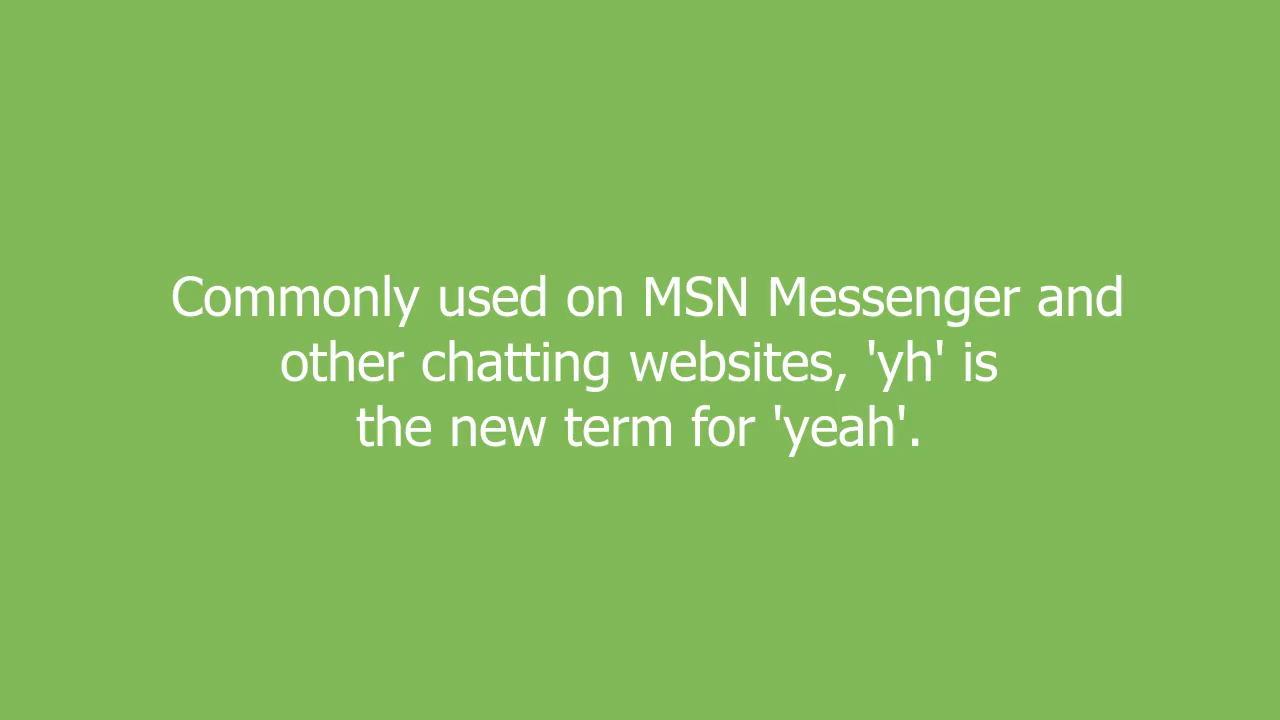 Commonly used on MSN Messenger and
other chatting websites, 'yh' is
the new term for 'yeah'.